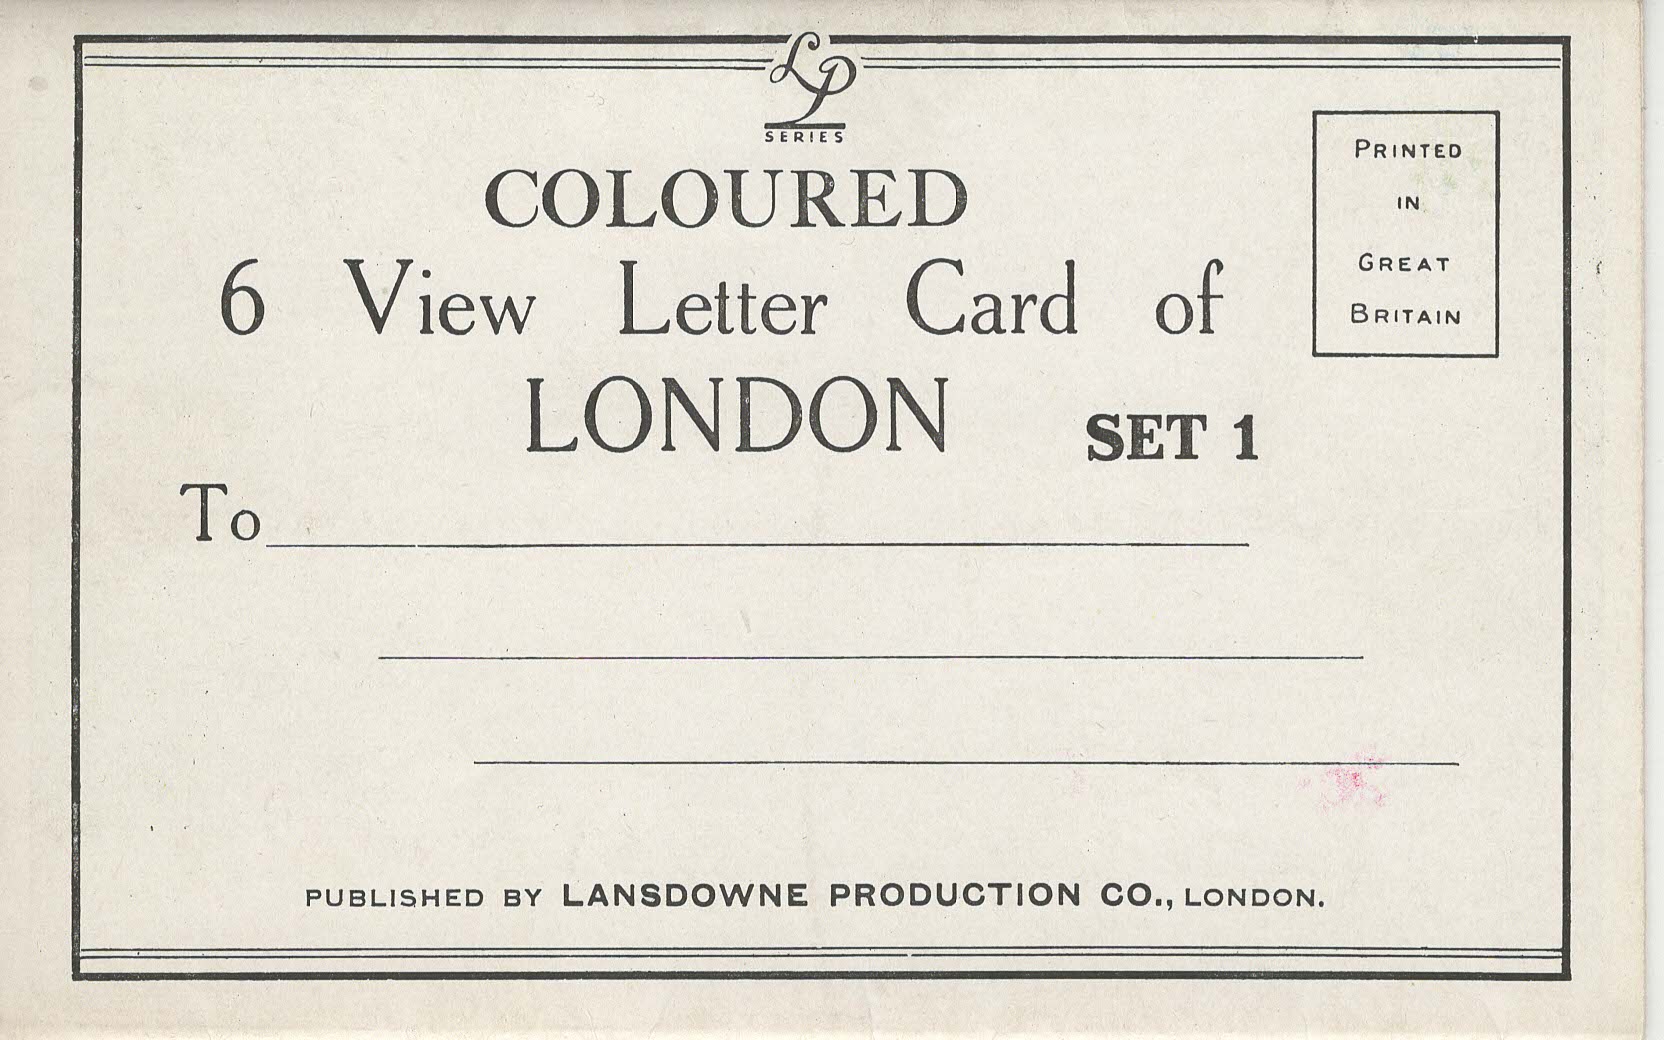 LP
SERIES
COLOURED
6 View Letter Card of
LONDON SET 1
PRINTED
IN
GREAT
BRITAIN
To
PUBLISHED BY LANSDOWNE PRODUCTION CO., LONDON.